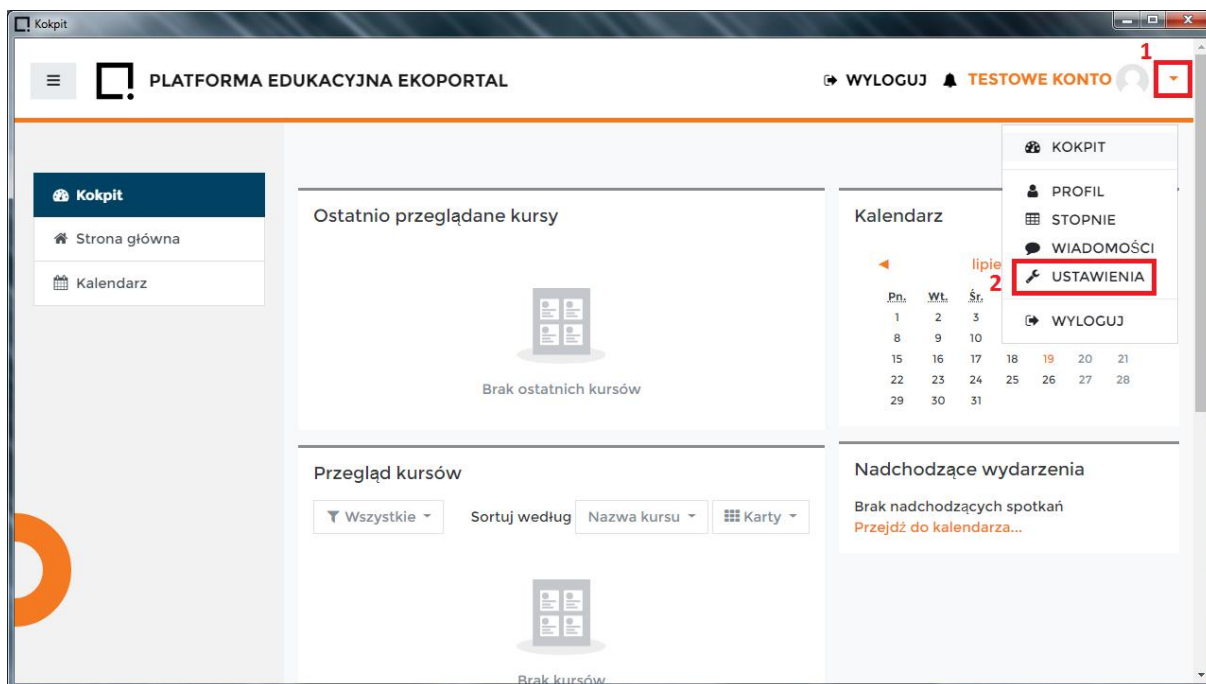 Kokpit
1
PLATFORMA EDUKACYJNA EKOPORTAL
WYLOGUJ
TESTOWE KONTO
KOKPIT
PROFIL
STOPNIE
WIADOMOŚCI
2
USTAWIENIA
WYLOGUJ
Kokpit
Strona główna
Kalendarz
Ostatnio przeglądane kursy
Brak ostatnich kursów
Kalendarz
◄ lipie
Pn. Wt. Śr.
1 2 3
8 9 10
15 16 17 18 19 20 21
22 23 24 25 26 27 28
29 30 31
Przegląd kursów
Wszystkie Sortuj według Nazwa kursu Karty
Brak kursów
Nadchodzące wydarzenia
Brak nadchodzących spotkań
Przejdź do kalendarza...